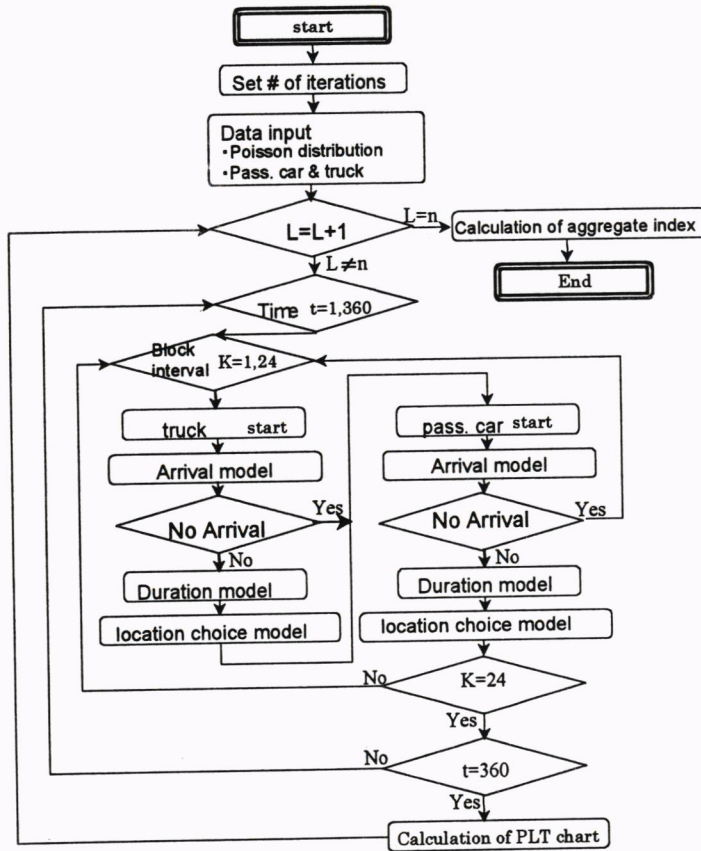 start
Set # of iterations
Data input
・Poisson distribution
・Pass. car & truck
L=L+1
L=n
Calculation of aggregate index
End
L≠n
Time t=1,360
Block
interval K=1,24
truck start
Arrival model
No Arrival
Yes
No
Duration model
location choice model
pass. car start
Arrival model
No Arrival
Yes
No
Duration model
location choice model
No
K=24
Yes
No
t=360
Yes
Calculation of PLT chart